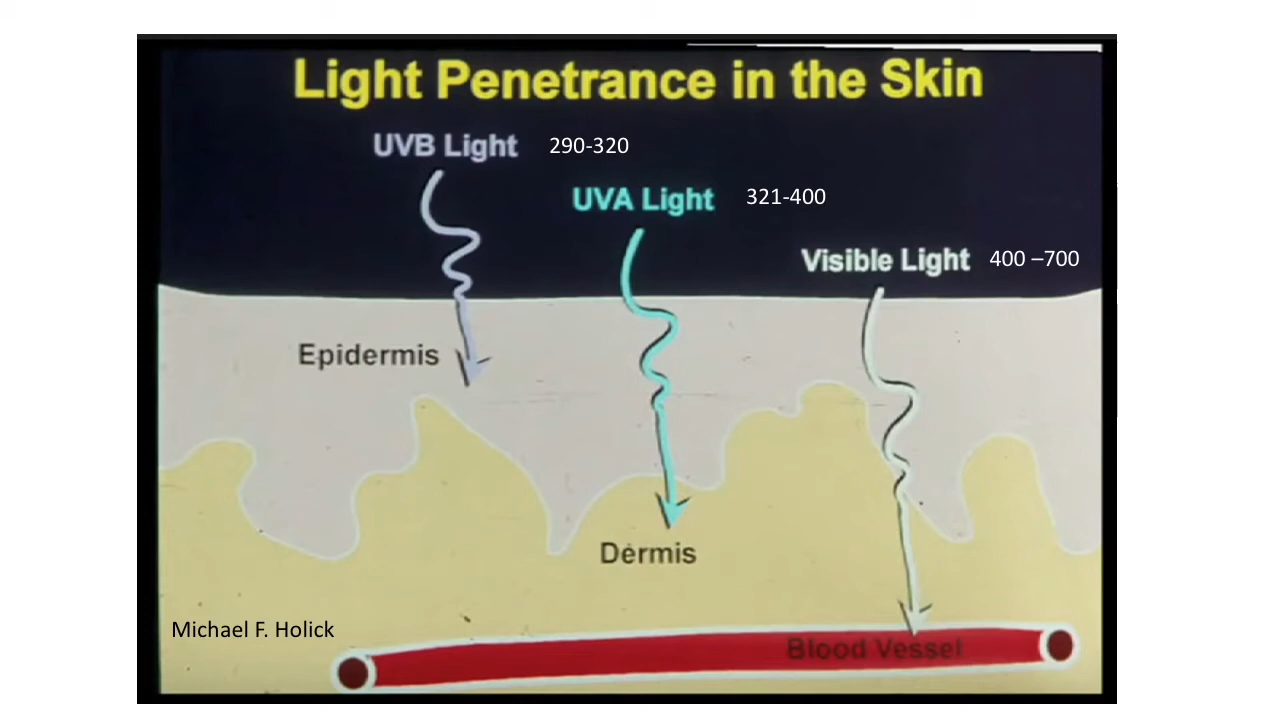 Light Penetrance in the Skin
UVB Light 290-320
UVA Light 321-400
Visible Light 400 –700
Epidermis
Dermis
Michael F. Holick
Blood Vessel